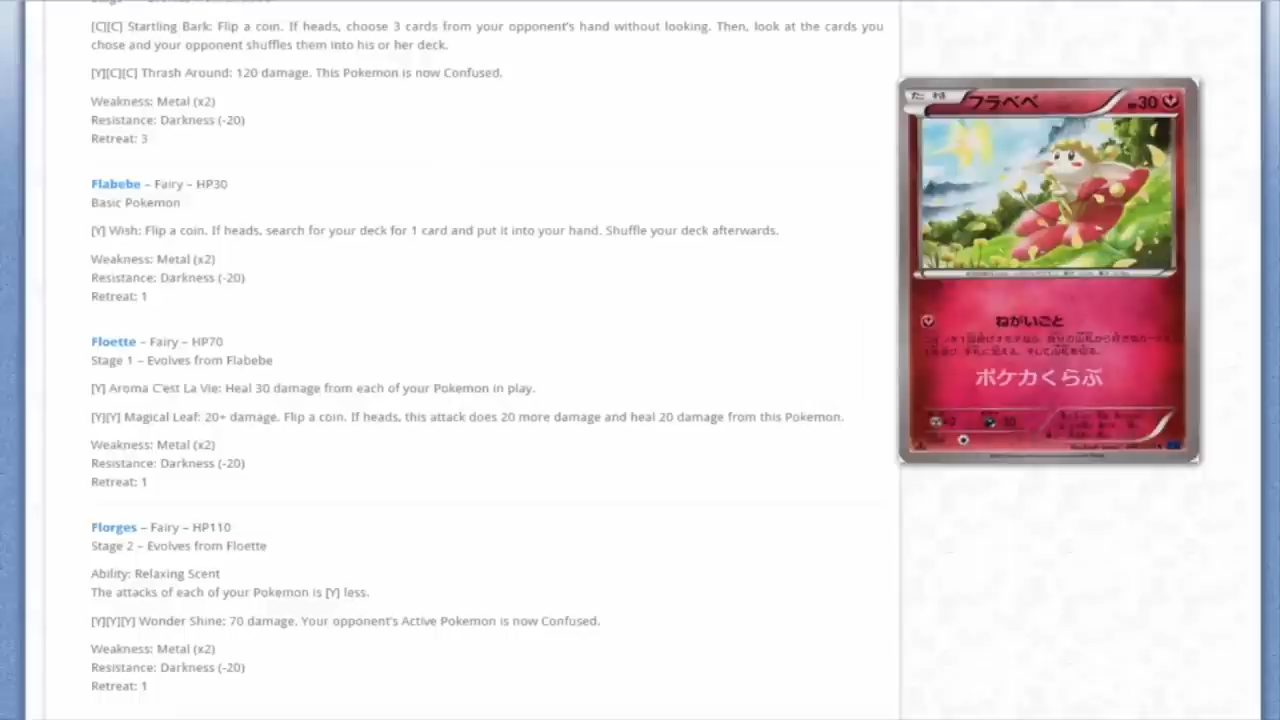 [C][C] Startling Bark: Flip a coin. If heads, choose 3 cards from your opponent's hand without looking. Then, look at the cards you
chose and your opponent shuffles them into his or her deck.
[Y][C][C] Thrash Around: 120 damage. This Pokemon is now Confused.
Weakness: Metal (x2)
Resistance: Darkness (-20)
Retreat: 3
Flabebe – Fairy – HP30
Basic Pokemon
[Y] Wish: Flip a coin. If heads, search for your deck for 1 card and put it into your hand. Shuffle your deck afterwards.
Weakness: Metal (x2)
Resistance: Darkness (-20)
Retreat: 1
Floette – Fairy – HP70
Stage 1 – Evolves from Flabebe
[Y] Aroma C'est La Vie: Heal 30 damage from each of your Pokemon in play.
[Y][Y] Magical Leaf: 20+ damage. Flip a coin. If heads, this attack does 20 more damage and heal 20 damage from this Pokemon.
Weakness: Metal (x2)
Resistance: Darkness (-20)
Retreat: 1
Florges – Fairy – HP110
Stage 2 – Evolves from Floette
Ability: Relaxing Scent
The attacks of each of your Pokemon is [Y] less.
[Y][Y][Y] Wonder Shine: 70 damage. Your opponent's Active Pokemon is now Confused.
Weakness: Metal (x2)
Resistance: Darkness (-20)
Retreat: 1
フラベベ
HP30
ねがいごと
ポケカくらぶ